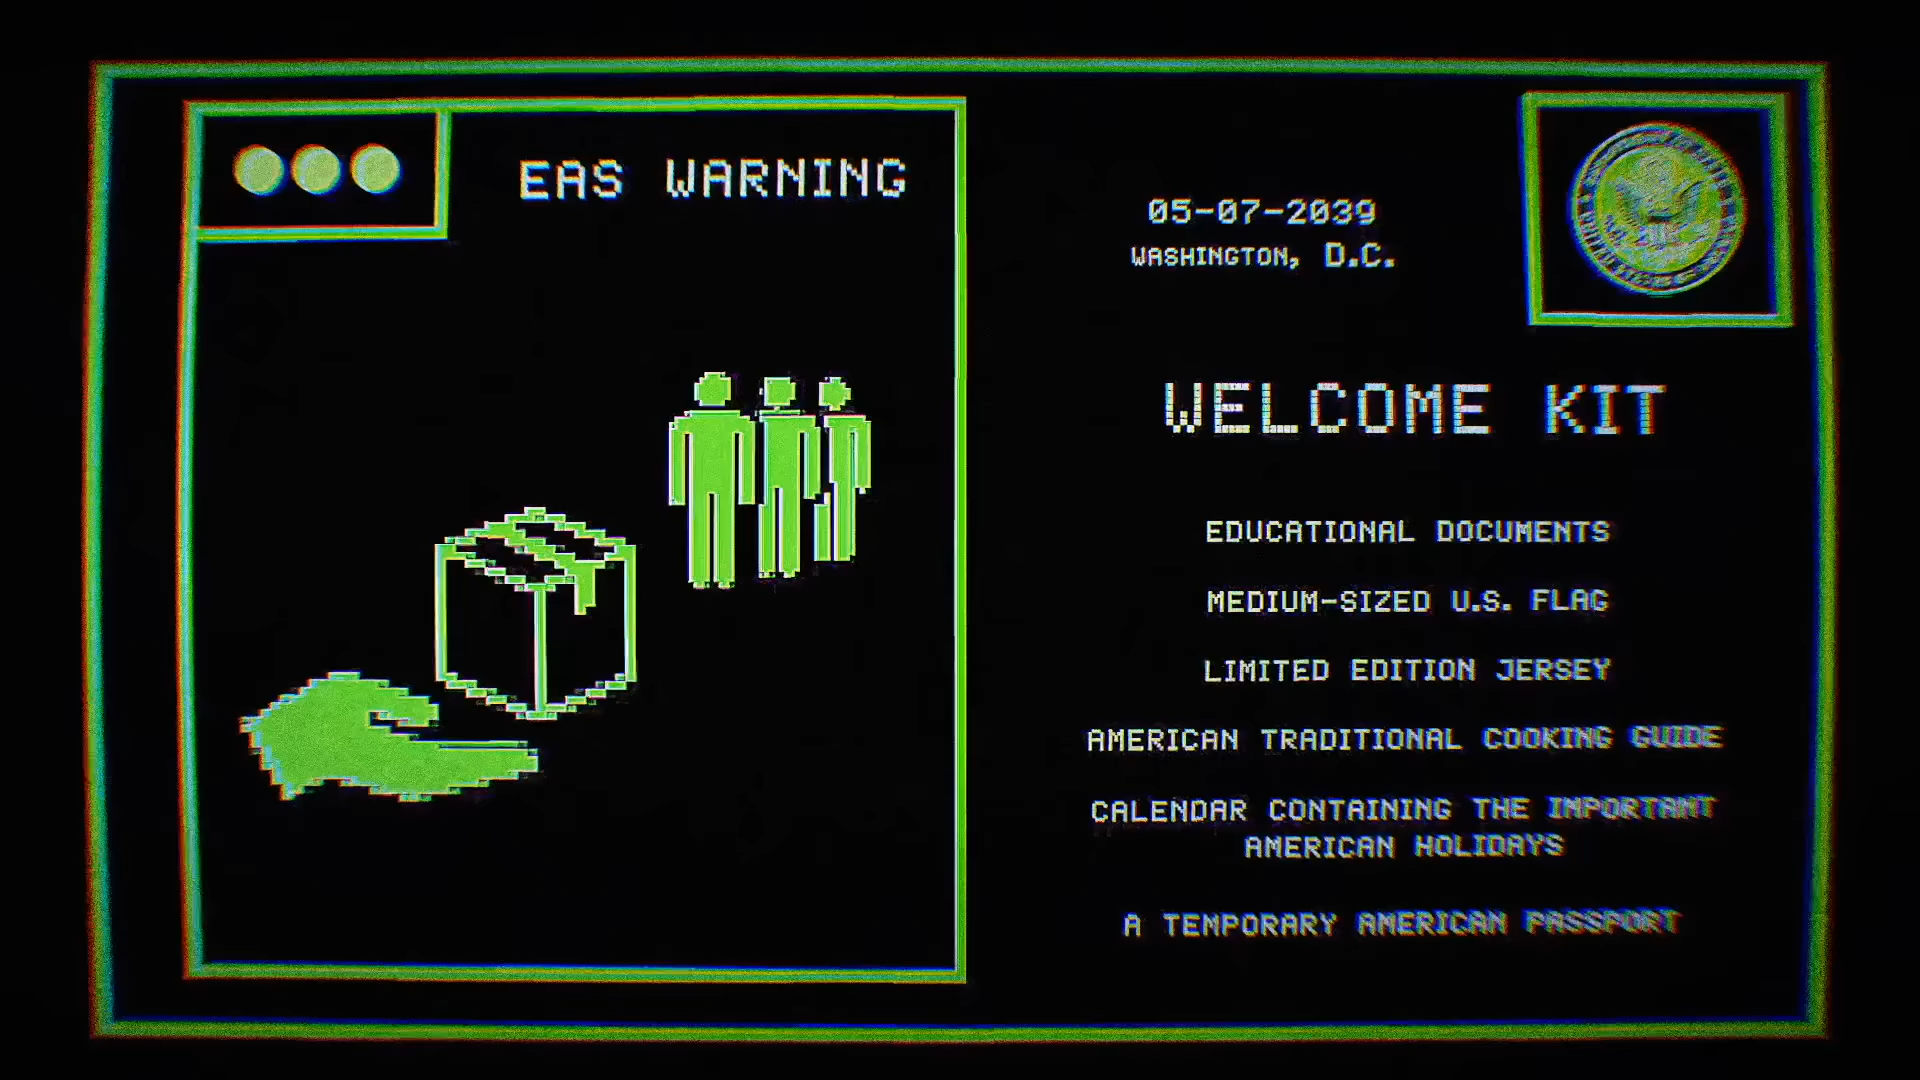 EAS WARNING
05-07-2039
WASHINGTON, D.C.
WELCOME KIT
EDUCATIONAL DOCUMENTS
MEDIUM-SIZED U.S. FLAG
LIMITED EDITION JERSEY
AMERICAN TRADITIONAL COOKING GUIDE
CALENDAR CONTAINING THE IMPORTANT
AMERICAN HOLIDAYS
A TEMPORARY AMERICAN PASSPORT